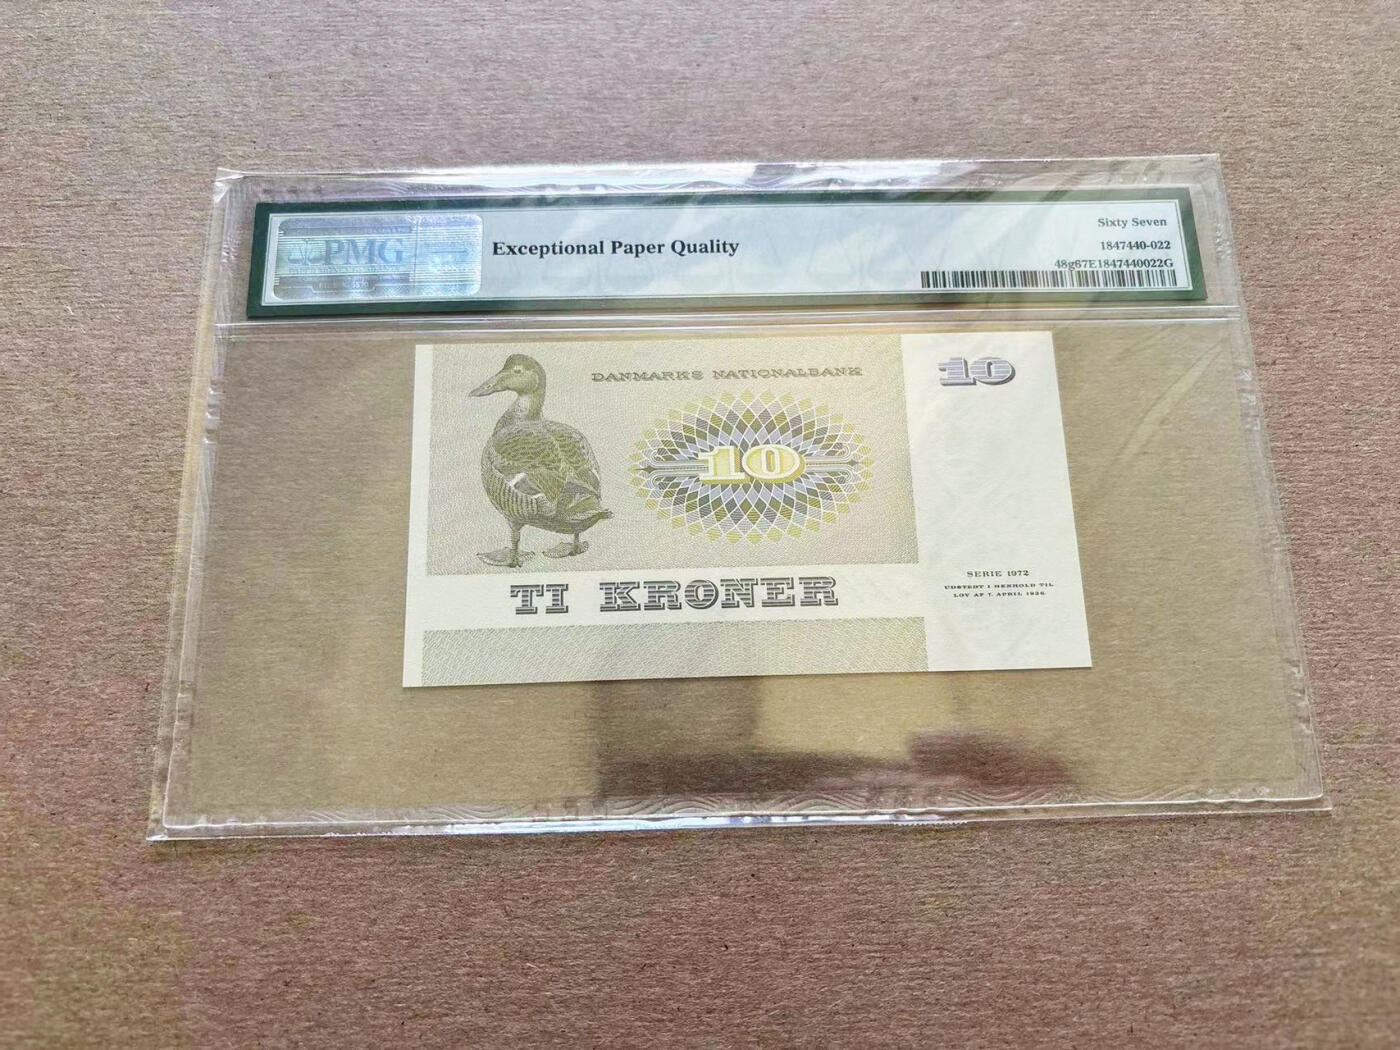 PMG
Exceptional Paper Quality
Sixty Seven
1847440-022
48g67E1847440022G
DANMARKS NATIONALBANK
10
10
TI KRONER
SERIE 1972
UDSTEDT I HENHOLD TIL
LOV AF 7. APRIL 1936